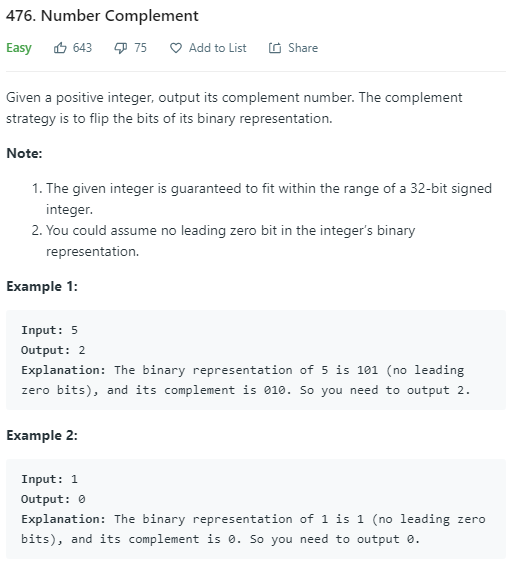 476. Number Complement
Easy 643 75 Add to List Share
Given a positive integer, output its complement number. The complement
strategy is to flip the bits of its binary representation.
Note:
1. The given integer is guaranteed to fit within the range of a 32-bit signed
integer.
2. You could assume no leading zero bit in the integer's binary
representation.
Example 1:
Input: 5
Output: 2
Explanation: The binary representation of 5 is 101 (no leading
zero bits), and its complement is 010. So you need to output 2.
Example 2:
Input: 1
Output: 0
Explanation: The binary representation of 1 is 1 (no leading zero
bits), and its complement is 0. So you need to output 0.